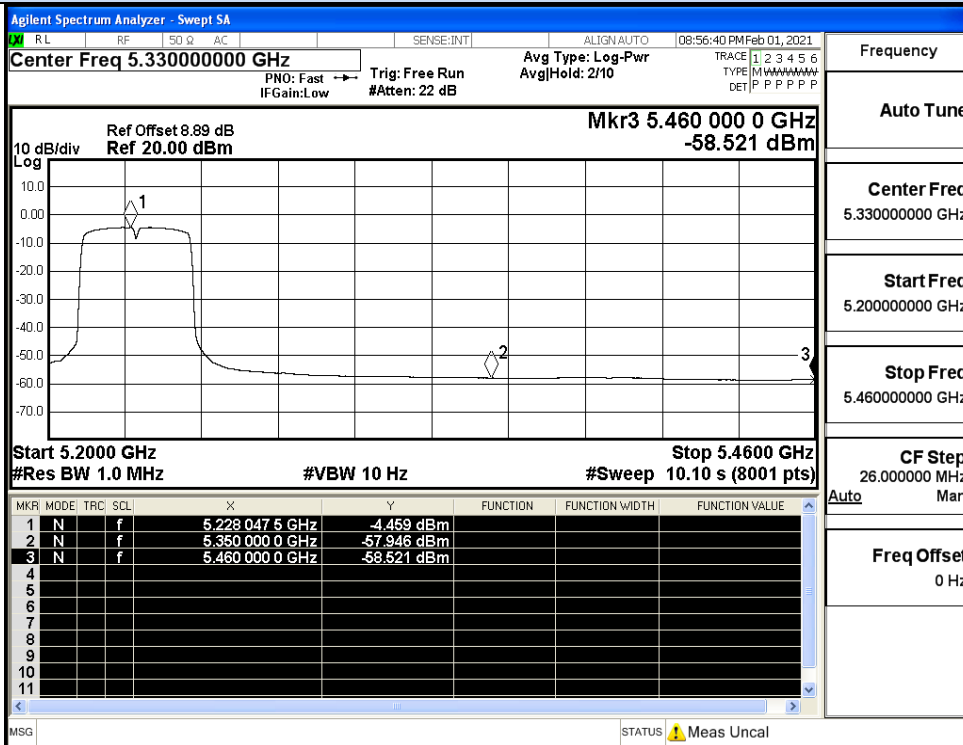 Agilent Spectrum Analyzer - Swept SA
LXI RL RF 50 Ω AC SENSE:INT ALIGN AUTO 08:56:40 PM Feb 01, 2021
Center Freq 5.330000000 GHz
PNO: Fast
IFGain:Low
Trig: Free Run
#Atten: 22 dB
Avg Type: Log-Pwr
Avg|Hold: 2/10
TRACE 1 2 3 4 5 6
TYPE M WWWWW
DET P P P P P P
Mkr3 5.460 000 0 GHz
-58.521 dBm
Ref Offset 8.89 dB
10 dB/div Ref 20.00 dBm
Log
10.0
0.00
-10.0
-20.0
-30.0
-40.0
-50.0
-60.0
-70.0
1
2
3
Start 5.2000 GHz Stop 5.4600 GHz
#Res BW 1.0 MHz #VBW 10 Hz #Sweep 10.10 s (8001 pts)
MKR MODE TRC SCL X Y FUNCTION FUNCTION WIDTH FUNCTION VALUE
1 N f 5.228 047 5 GHz -4.459 dBm
2 N f 5.350 000 0 GHz -57.946 dBm
3 N f 5.460 000 0 GHz -58.521 dBm
4
5
6
7
8
9
10
11
MSG STATUS Meas Uncal
Frequency
Auto Tune
Center Freq
5.330000000 GHz
Start Freq
5.200000000 GHz
Stop Freq
5.460000000 GHz
CF Step
26.000000 MHz
Auto Man
Freq Offset
0 Hz